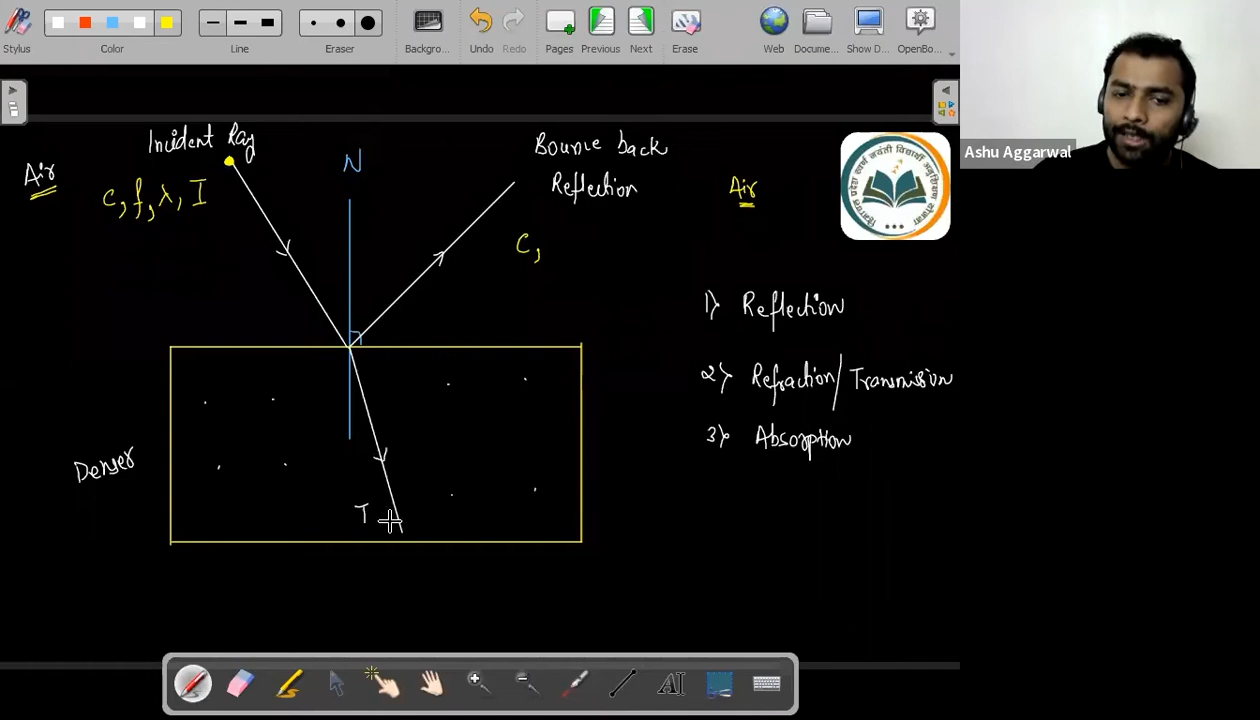 Stylus
Color
Line
Eraser
Backgro...
Undo
Redo
Pages
Previous
Next
Erase
Web
Docume...
Show D...
OpenBo...
Ashu Aggarwal
Incident Ray
Air
c, f, λ, I
N
Bounce back
Reflection
c,
Air
1) Reflection
2) Refraction/Transmission
3) Absorption
Denser
T